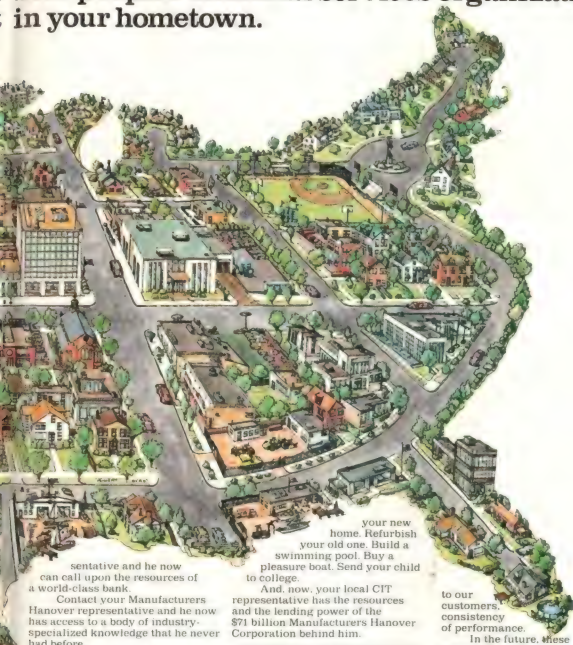 in your hometown.
sentative and he now
can call upon the resources of
a world-class bank.
Contact your Manufacturers
Hanover representative and he now
has access to a body of industry-
specialized knowledge that he never
had before.
your new
home. Refurbish
your old one. Build a
swimming pool. Buy a
pleasure boat. Send your child
to college.
And, now, your local CIT
representative has the resources
and the lending power of the
$71 billion Manufacturers Hanover
Corporation behind him.
to our
customers,
consistency
of performance.
In the future, these